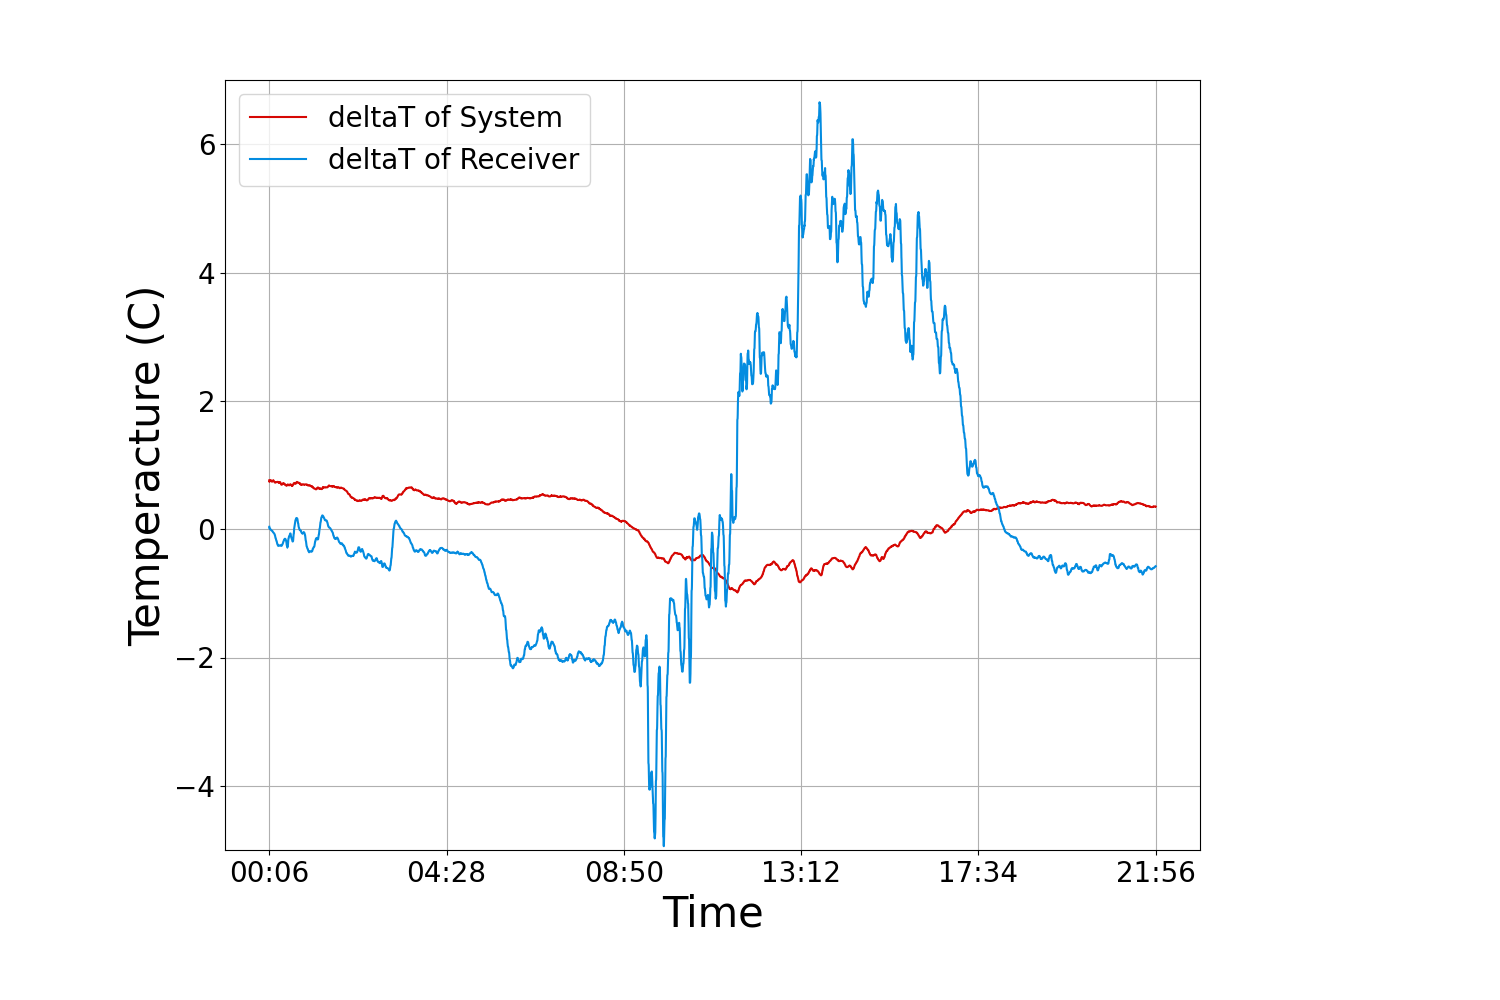 deltaT of System
deltaT of Receiver
6
4
2
0
−2
−4
Temperacture (C)
00:06 04:28 08:50 13:12 17:34 21:56
Time